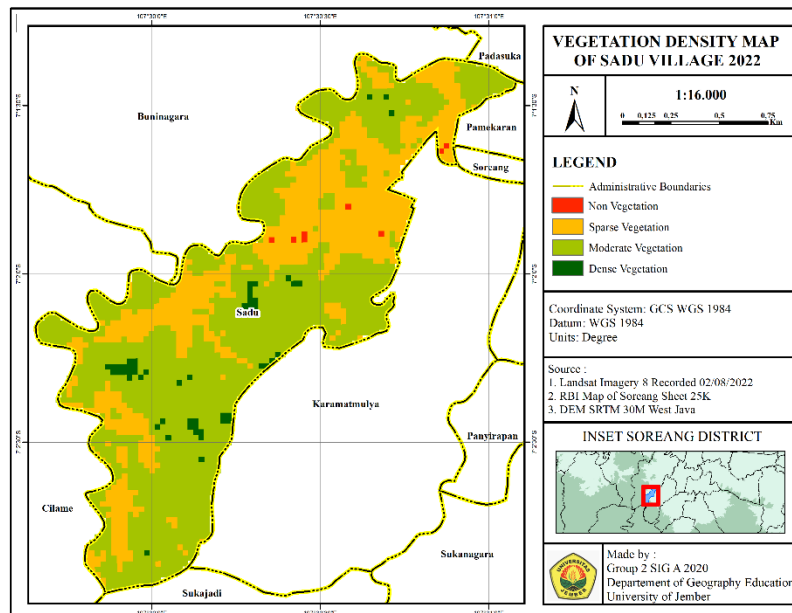 VEGETATION DENSITY MAP
OF SADU VILLAGE 2022
N
1:16.000
0 0,125 0,25 0,5 0,75
Km
LEGEND
Administrative Boundaries
Non Vegetation
Sparse Vegetation
Moderate Vegetation
Dense Vegetation
Coordinate System: GCS WGS 1984
Datum: WGS 1984
Units: Degree
Source :
1. Landsat Imagery 8 Recorded 02/08/2022
2. RBI Map of Soreang Sheet 25K
3. DEM SRTM 30M West Java
INSET SOREANG DISTRICT
UNIVERSITAS
JEMBER
Made by :
Group 2 SIG A 2020
Departement of Geography Education
University of Jember
Padasuka
Buninagara
Pamekaran
Soreang
Sadu
Karamatmulya
Panyirapan
Cilame
Sukanagara
Sukajadi